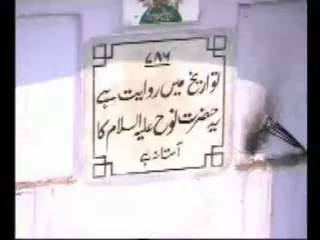 ۷۸۶
تواریخ میں روایت ہے
یہ حضرت نوح علیہ السلام کا
آستانہ ہے